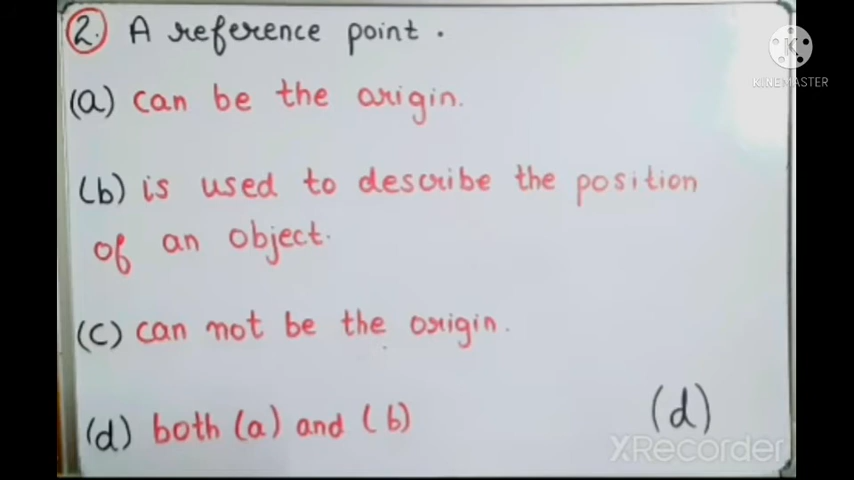 2. A reference point.
(a) can be the origin.
(b) is used to describe the position
of an object.
(c) can not be the origin.
(d) both (a) and (b)
(d)
KINEMASTER
XRecorder